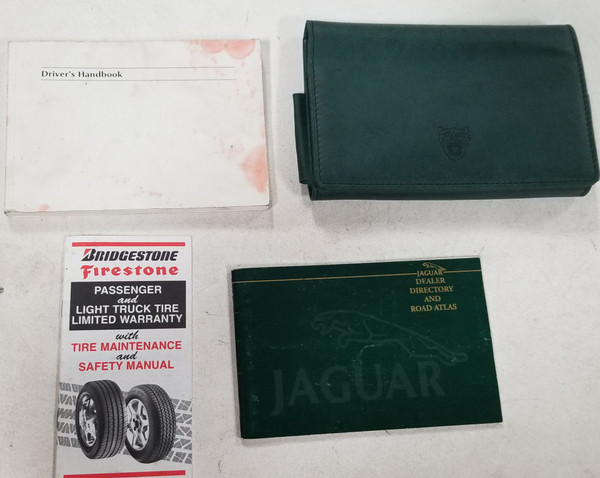 Driver's Handbook
BRIDGESTONE
Firestone
PASSENGER
and
LIGHT TRUCK TIRE
LIMITED WARRANTY
with
TIRE MAINTENANCE
and
SAFETY MANUAL
JAGUAR
DEALER
DIRECTORY
AND
ROAD ATLAS
JAGUAR